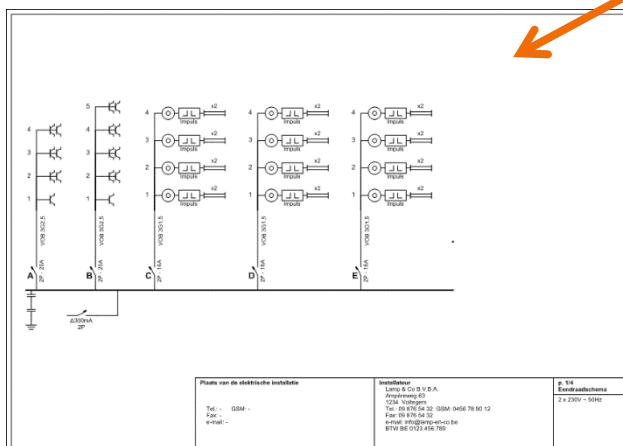 5
4
4
4
4
4
3
3
3
3
3
2
2
2
2
2
1
1
1
1
1
x2
x2
x2
x2
x2
x2
x2
x2
x2
x2
x2
x2
Impuls
Impuls
Impuls
Impuls
Impuls
Impuls
Impuls
Impuls
Impuls
Impuls
Impuls
Impuls
VOB 3G2,5
VOB 3G2,5
VOB 3G1,5
VOB 3G1,5
VOB 3G1,5
A
B
C
D
E
2P - 20A
2P - 20A
2P - 16A
2P - 16A
2P - 16A
Δ300mA
2P
Plaats van de elektrische installatie
Tel.: - GSM: -
Fax: -
e-mail: -
Installateur
Lamp & Co B.V.B.A.
Ampèreweg 63
1234 Voltegem
Tel.: 09 876 54 32 GSM: 0456 78 90 12
Fax: 09 876 54 32
e-mail: info@lamp-en-co.be
BTW BE 0123.456.789
p. 1/4
Eendraadschema
2 x 230V ~ 50Hz